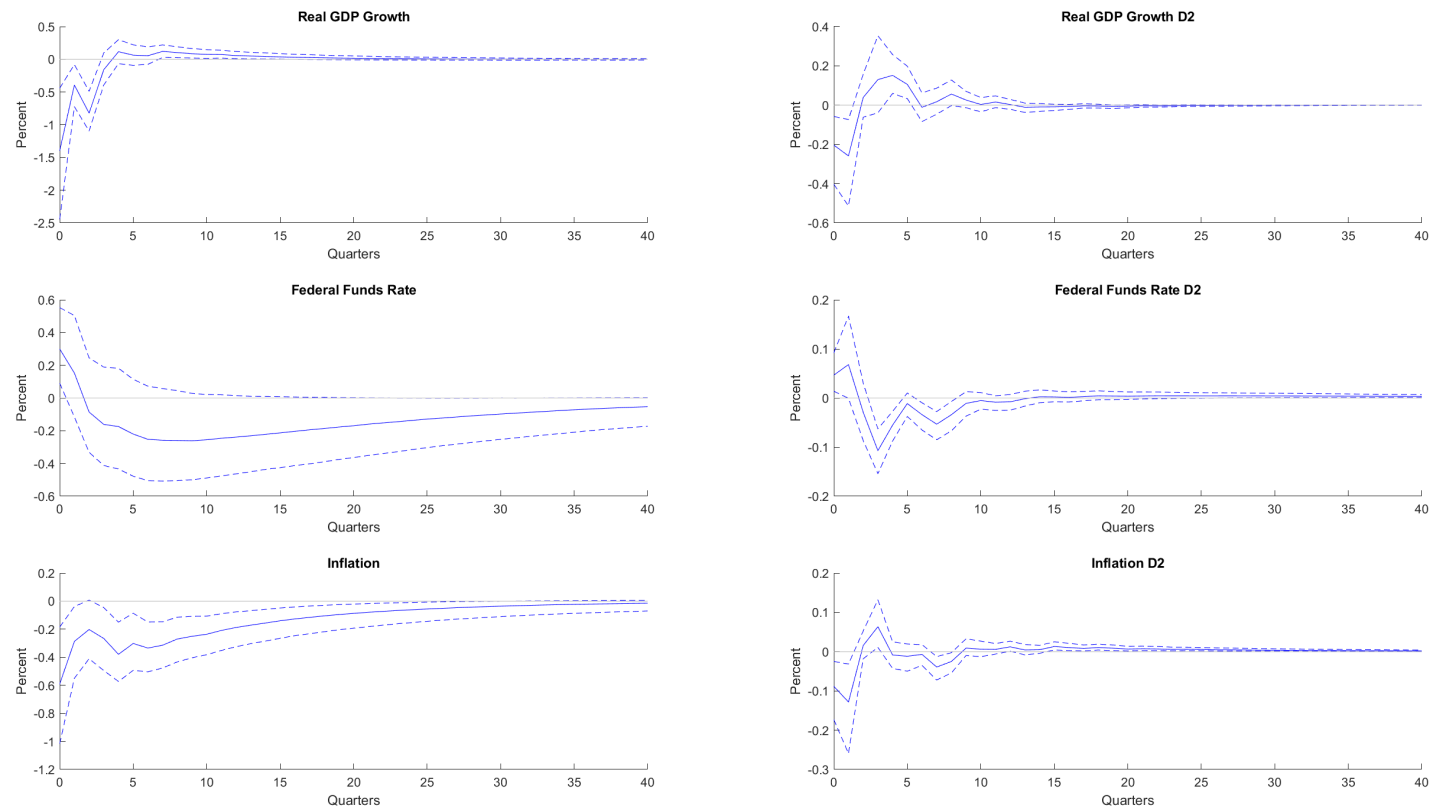 Real GDP Growth
0.5
0
-0.5
-1
-1.5
-2
-2.5
Percent
0 5 10 15 20 25 30 35 40
Quarters
Real GDP Growth D2
0.4
0.2
0
-0.2
-0.4
-0.6
Percent
0 5 10 15 20 25 30 35 40
Quarters
Federal Funds Rate
0.6
0.4
0.2
0
-0.2
-0.4
-0.6
Percent
0 5 10 15 20 25 30 35 40
Quarters
Federal Funds Rate D2
0.2
0.1
0
-0.1
-0.2
Percent
0 5 10 15 20 25 30 35 40
Quarters
Inflation
0.2
0
-0.2
-0.4
-0.6
-0.8
-1
-1.2
Percent
0 5 10 15 20 25 30 35 40
Quarters
Inflation D2
0.2
0.1
0
-0.1
-0.2
-0.3
Percent
0 5 10 15 20 25 30 35 40
Quarters